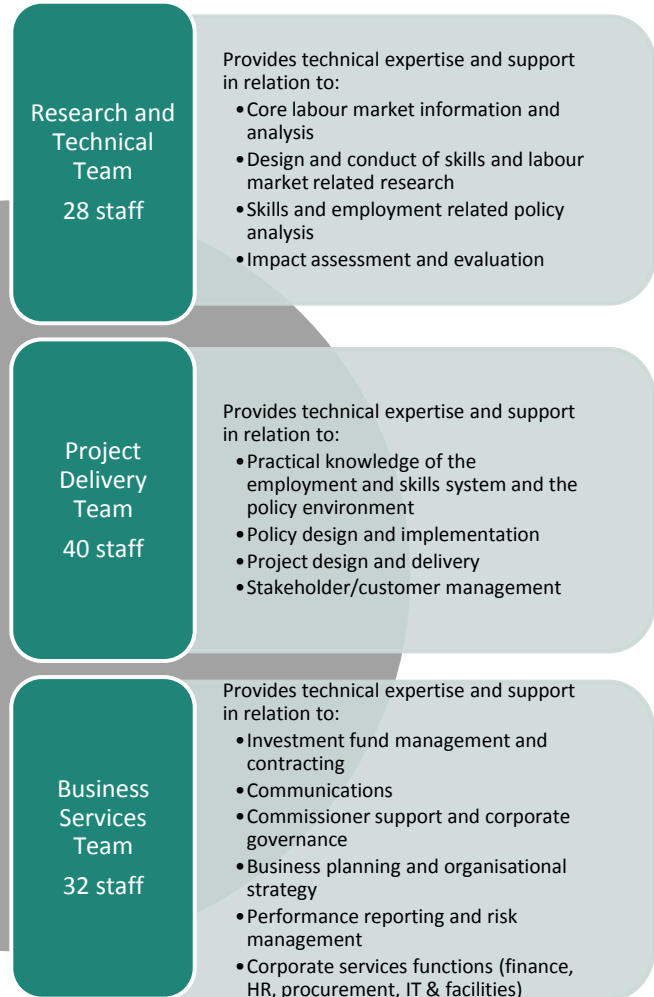 Research and
Technical
Team
28 staff
Provides technical expertise and support
in relation to:
•Core labour market information and
analysis
•Design and conduct of skills and labour
market related research
•Skills and employment related policy
analysis
•Impact assessment and evaluation
Project
Delivery
Team
40 staff
Provides technical expertise and support
in relation to:
•Practical knowledge of the
employment and skills system and the
policy environment
•Policy design and implementation
•Project design and delivery
•Stakeholder/customer management
Business
Services
Team
32 staff
Provides technical expertise and support
in relation to:
•Investment fund management and
contracting
•Communications
•Commissioner support and corporate
governance
•Business planning and organisational
strategy
•Performance reporting and risk
management
•Corporate services functions (finance,
HR, procurement, IT & facilities)